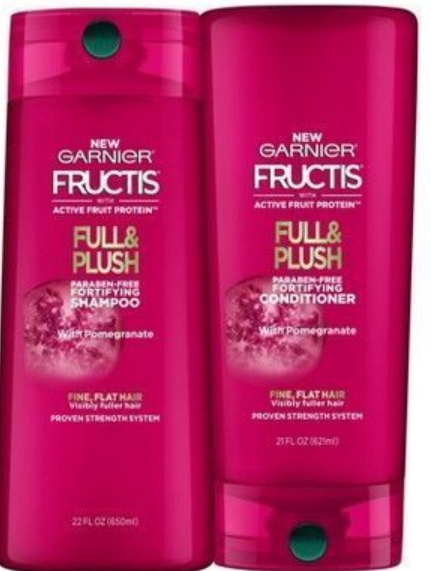 NEW
GARNIER
FRUCTIS
WITH
ACTIVE FRUIT PROTEIN™
FULL&
PLUSH
PARABEN-FREE
FORTIFYING
SHAMPOO
With Pomegranate
FINE, FLAT HAIR
Visibly fuller hair
PROVEN STRENGTH SYSTEM
22 FL OZ (650ml)
NEW
GARNIER
FRUCTIS
WITH
ACTIVE FRUIT PROTEIN™
FULL&
PLUSH
PARABEN-FREE
FORTIFYING
CONDITIONER
With Pomegranate
FINE, FLAT HAIR
Visibly fuller hair
PROVEN STRENGTH SYSTEM
21 FL OZ (621ml)